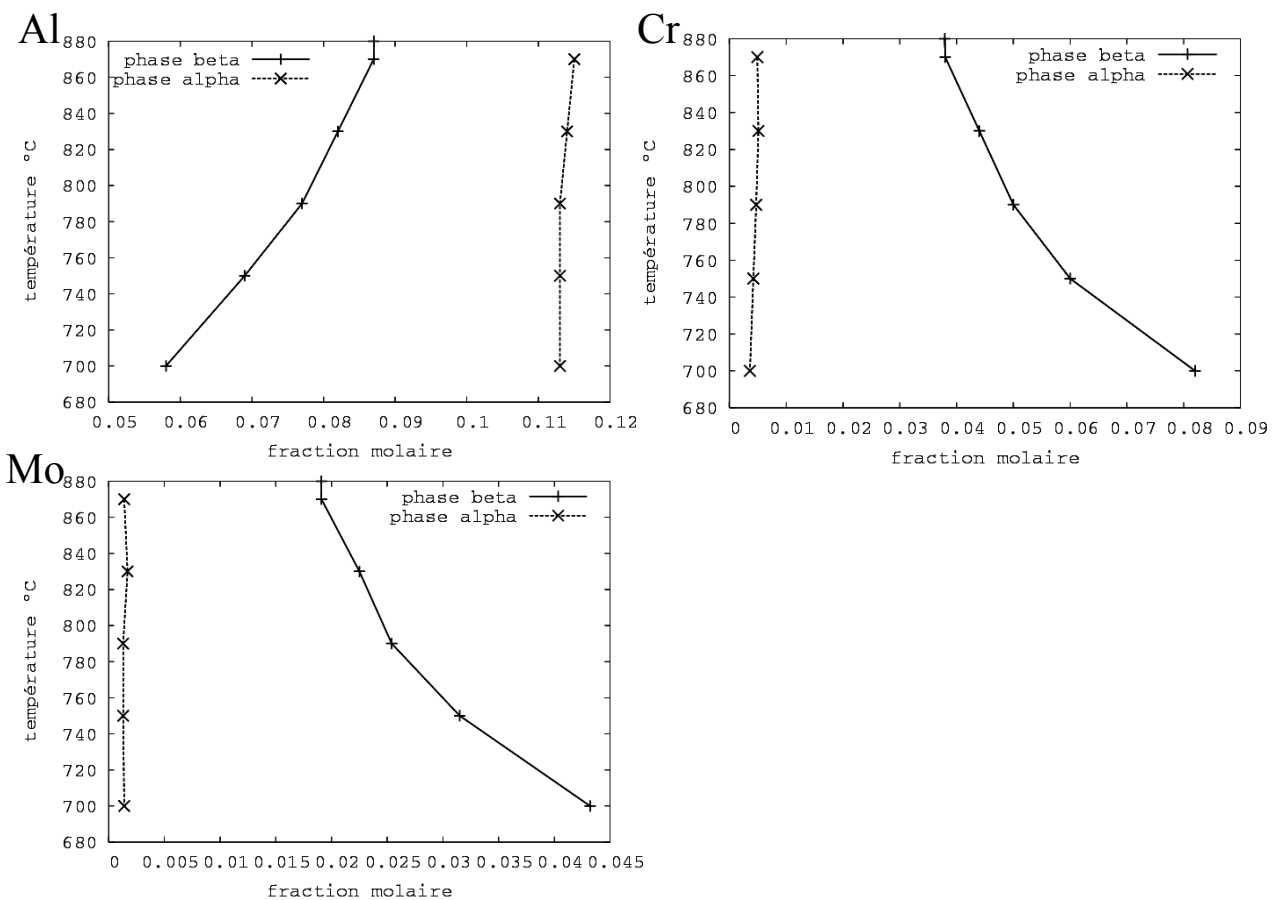 Al
880
860
840
820
800
780
760
740
720
700
680
température °C
phase beta
phase alpha
0.05 0.06 0.07 0.08 0.09 0.1 0.11 0.12
fraction molaire
Cr
880
860
840
820
800
780
760
740
720
700
680
température °C
phase beta
phase alpha
0 0.01 0.02 0.03 0.04 0.05 0.06 0.07 0.08 0.09
fraction molaire
Mo
880
860
840
820
800
780
760
740
720
700
680
température °C
phase beta
phase alpha
0 0.005 0.01 0.015 0.02 0.025 0.03 0.035 0.04 0.045
fraction molaire